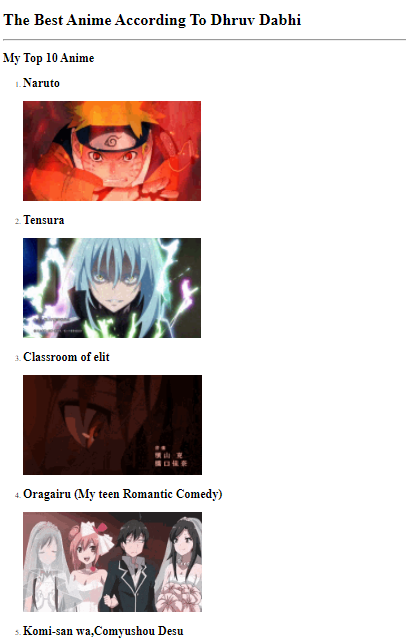 The Best Anime According To Dhruv Dabhi
My Top 10 Anime
1. Naruto
2. Tensura
3. Classroom of elit
4. Oragairu (My teen Romantic Comedy)
5. Komi-san wa,Comyushou Desu